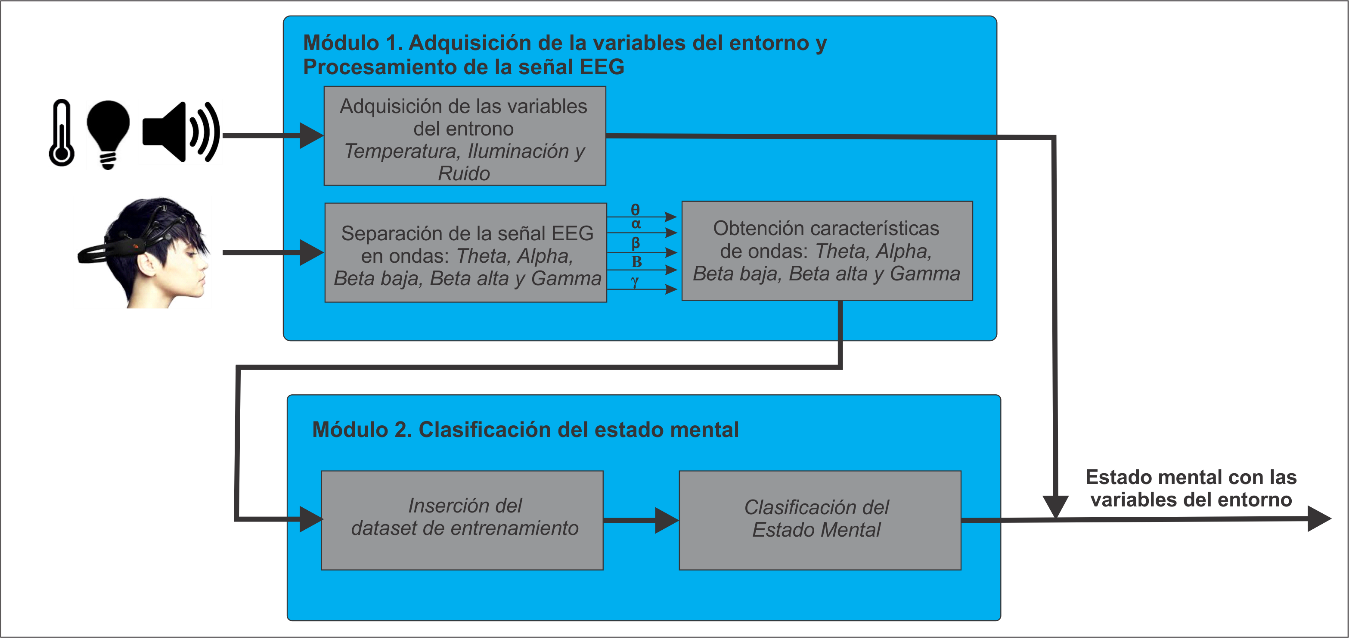 Módulo 1. Adquisición de la variables del entorno y
Procesamiento de la señal EEG
Adquisición de las variables
del entrono
Temperatura, Iluminación y
Ruido
Separación de la señal EEG
en ondas: Theta, Alpha,
Beta baja, Beta alta y Gamma
θ
α
β
B
γ
Obtención características
de ondas: Theta, Alpha,
Beta baja, Beta alta y Gamma
Módulo 2. Clasificación del estado mental
Inserción del
dataset de entrenamiento
Clasificación del
Estado Mental
Estado mental con las
variables del entorno